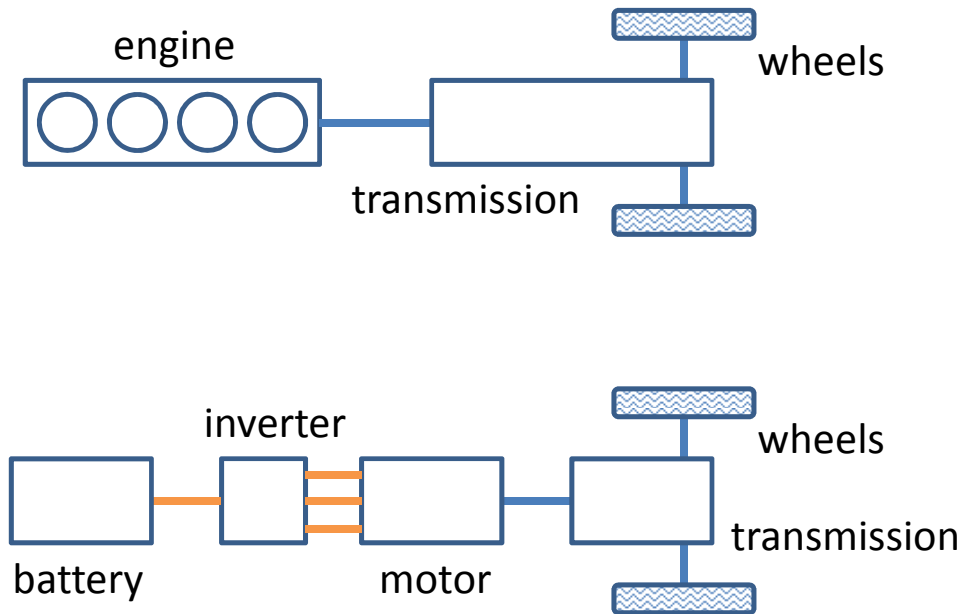 engine
wheels
transmission
inverter
wheels
transmission
battery
motor